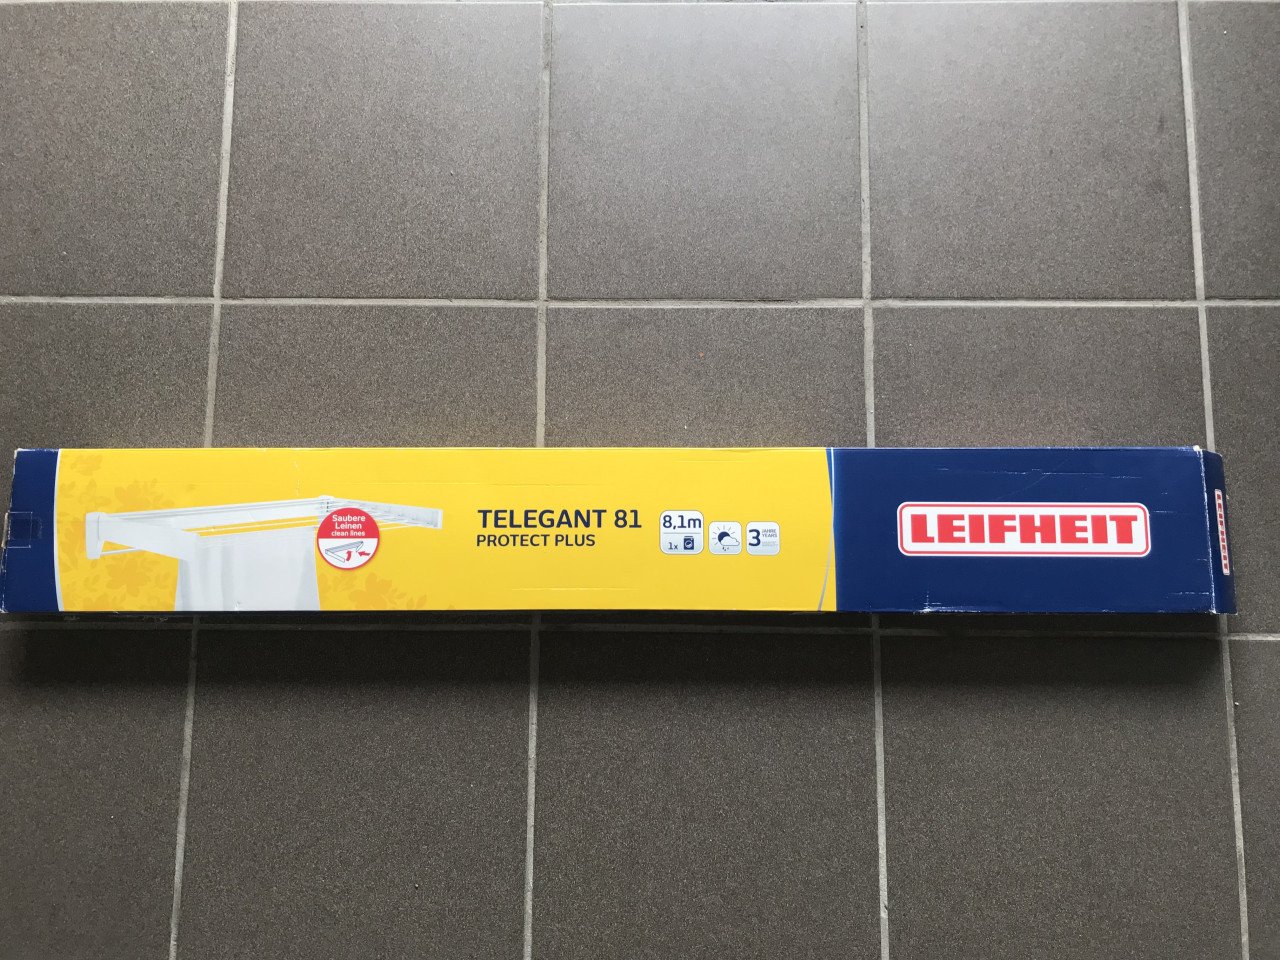 Saubere
Leinen
clean lines
TELEGANT 81
PROTECT PLUS
8,1m
1x
3 JAHRE
YEARS
LEIFHEIT
LEIFHEIT